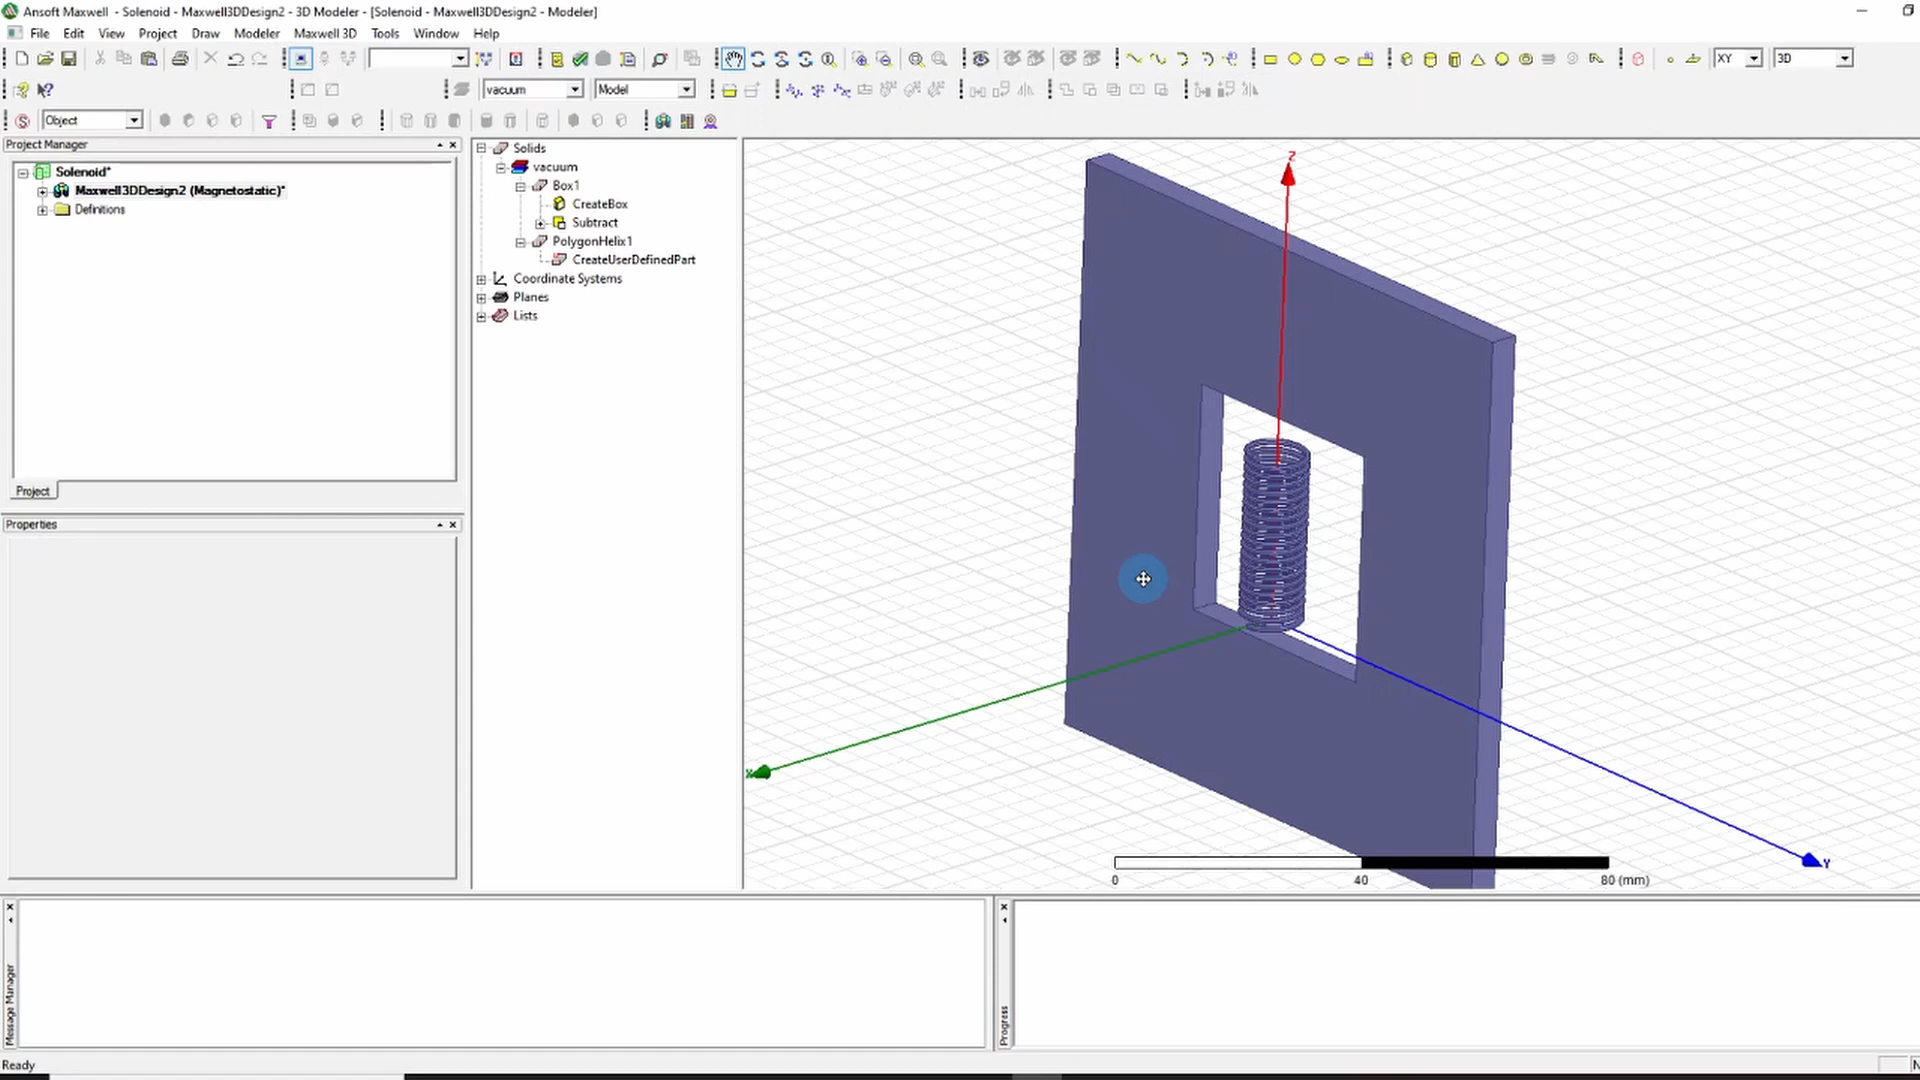 Ansoft Maxwell - Solenoid - Maxwell3DDesign2 - 3D Modeler - [Solenoid - Maxwell3DDesign2 - Modeler]
File Edit View Project Draw Modeler Maxwell 3D Tools Window Help
XY 3D
vacuum Model
Object
Project Manager
Solenoid*
Maxwell3DDesign2 (Magnetostatic)*
Definitions
Project
Properties
Solids
vacuum
Box1
CreateBox
Subtract
PolygonHelix1
CreateUserDefinedPart
Coordinate Systems
Planes
Lists
Z
X
Y
0 40 80 (mm)
Message Manager
Progress
Ready
N